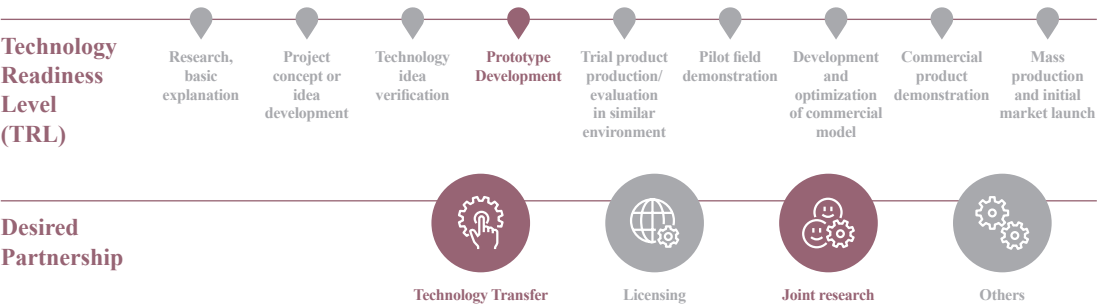 Technology
Readiness
Level
(TRL)
Research,
basic
explanation
Project
concept or
idea
development
Technology
idea
verification
Prototype
Development
Trial product
production/
evaluation
in similar
environment
Pilot field
demonstration
Development
and
optimization
of commercial
model
Commercial
product
demonstration
Mass
production
and initial
market launch
Desired
Partnership
Technology Transfer
Licensing
Joint research
Others